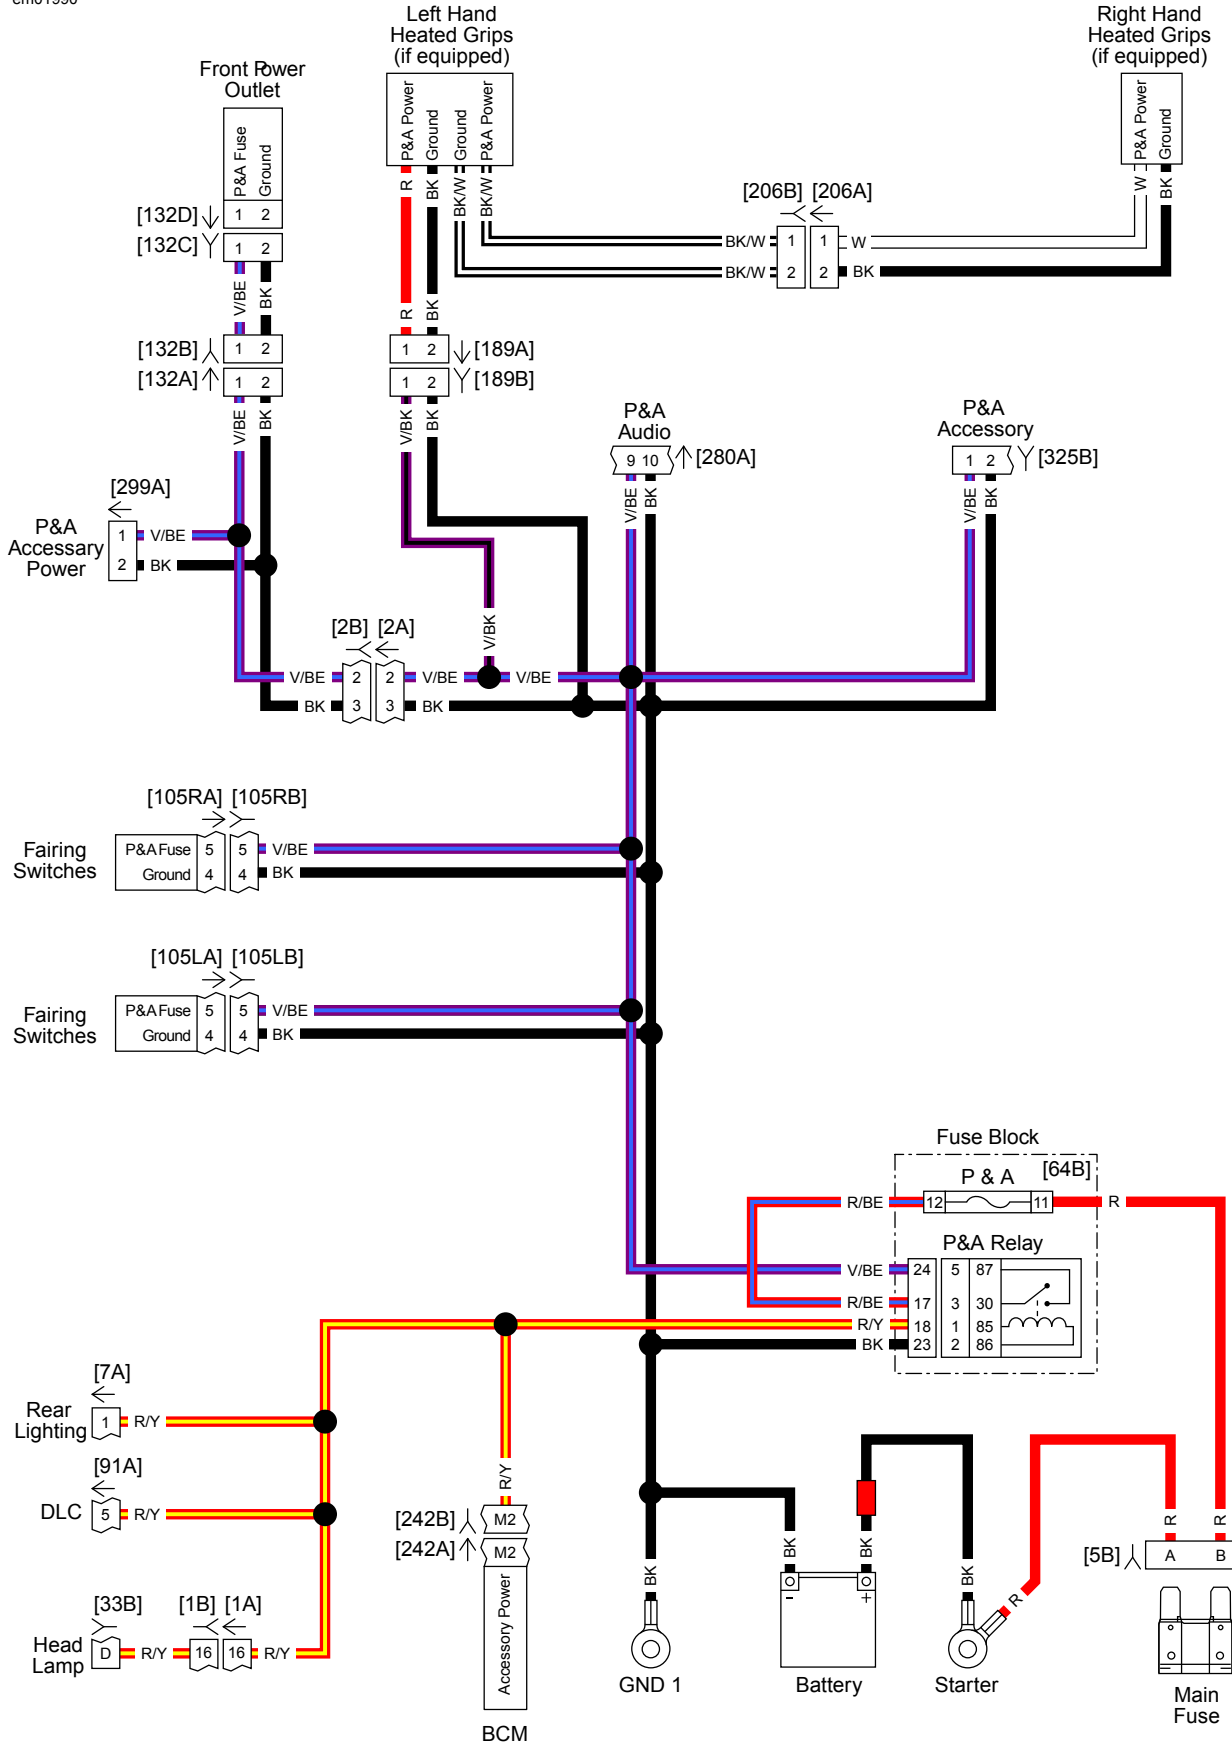 Left Hand
Heated Grips
(if equipped)
Right Hand
Heated Grips
(if equipped)
Front Power
Outlet
P&A Fuse
Ground
P&A Power
Ground
Ground
P&A Power
P&A Power
Ground
R
BK
BK/W
BK/W
W
BK
[132D]
1 2
[132C]
1 2
[206B] [206A]
BK/W 1 1 W
BK/W 2 2 BK
V/BE
BK
R
BK
[132B]
1 2
[132A]
1 2
1 2
[189A]
1 2
[189B]
V/BE
BK
V/BK
BK
P&A
Audio
9 10
[280A]
V/BE
BK
P&A
Accessory
1 2
[325B]
V/BE
BK
[299A]
P&A
Accessary
Power
1 V/BE
2 BK
V/BK
[2B] [2A]
V/BE 2 2 V/BE V/BE
BK 3 3 BK
[105RA] [105RB]
Fairing
Switches
P&A Fuse 5 5 V/BE
Ground 4 4 BK
[105LA] [105LB]
Fairing
Switches
P&A Fuse 5 5 V/BE
Ground 4 4 BK
Fuse Block
[64B]
P & A
R/BE 12 11 R
P&A Relay
V/BE 24 5 87
R/BE 17 3 30
R/Y 18 1 85
BK 23 2 86
[7A]
Rear
Lighting
1 R/Y
[91A]
DLC 5 R/Y
R/Y
[242B] M2
[242A] M2
Accessory Power
BCM
[33B] [1B] [1A]
Head
Lamp
D R/Y 16 16 R/Y
BK
GND 1
BK
BK
- +
Battery
BK
R
Starter
R
R
[5B] A B
Main
Fuse